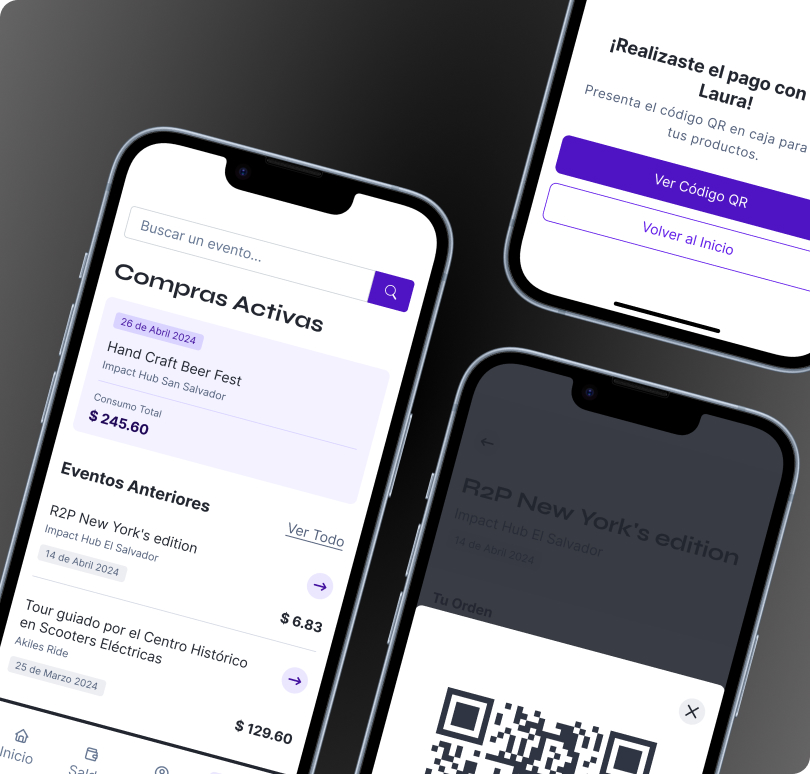 Buscar un evento...
Compras Activas
26 de Abril 2024
Hand Craft Beer Fest
Impact Hub San Salvador
Consumo Total
$ 245.60
Eventos Anteriores
Ver Todo
R2P New York's edition
Impact Hub El Salvador
14 de Abril 2024
$ 6.83
Tour guiado por el Centro Histórico
en Scooters Eléctricas
Akiles Ride
25 de Marzo 2024
$ 129.60
Inicio
¡Realizaste el pago con
Laura!
Presenta el código QR en caja para
tus productos.
Ver Código QR
Volver al Inicio
R2P New York's edition
Impact Hub El Salvador
14 de Abril 2024
Tu Orden